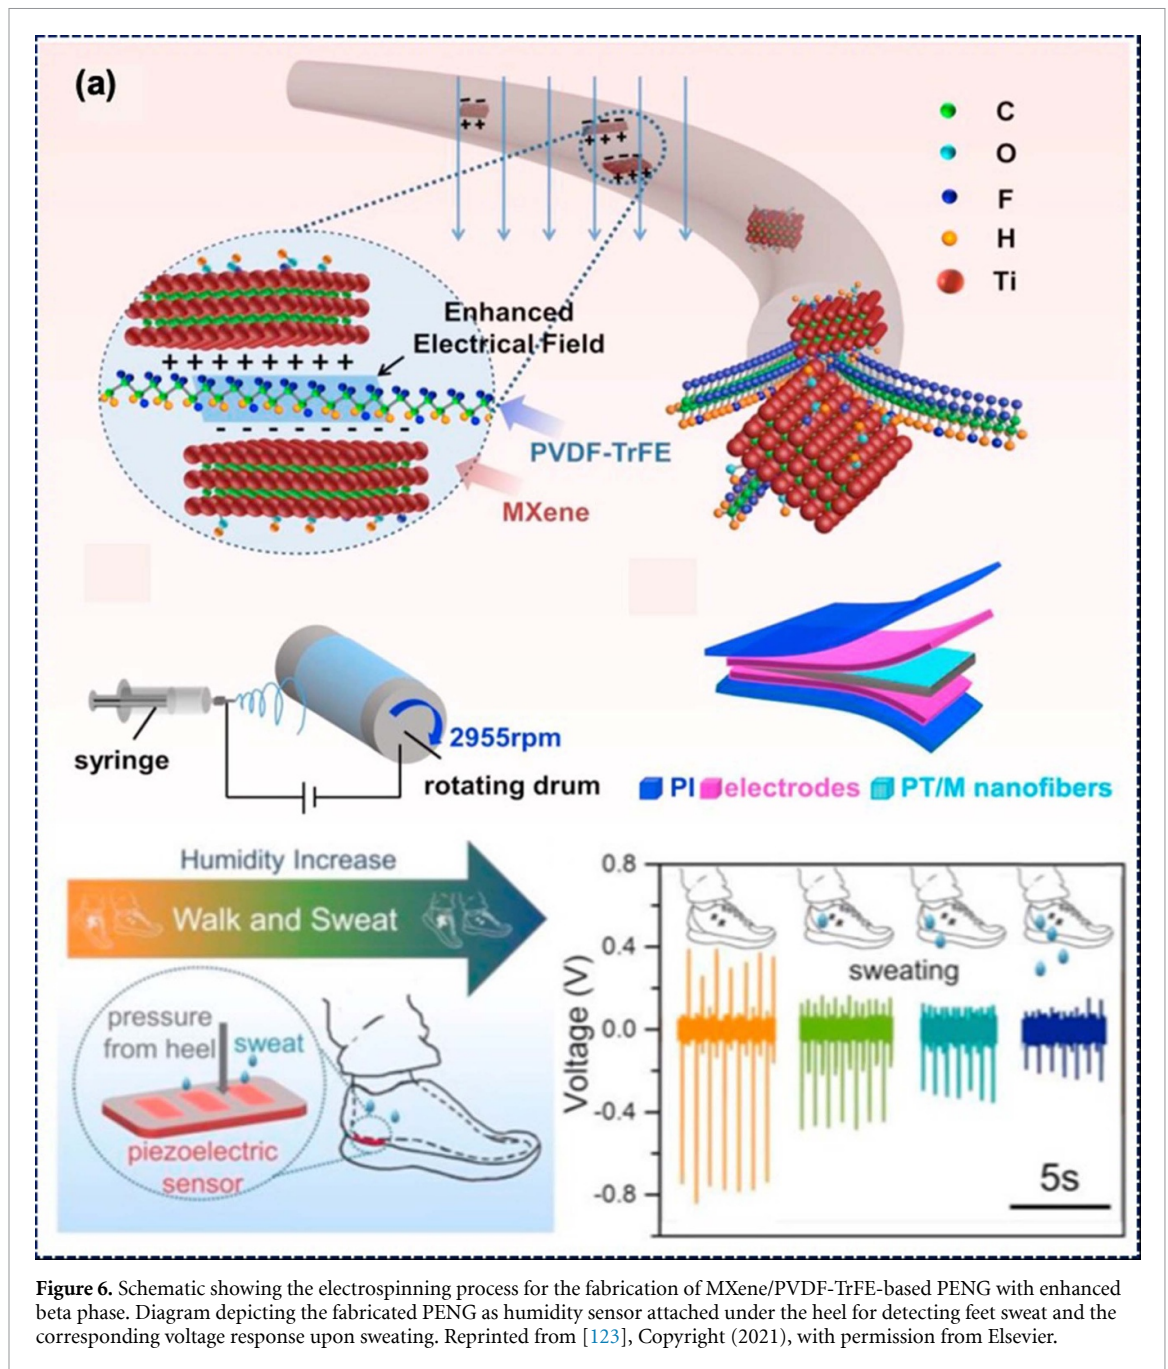 (a)
C
O
F
H
Ti
- -
+ +
- - - -
+ + +
- - - -
+ + +
Enhanced
Electrical Field
+ + + + + + + +
- - - - - - - -
PVDF-TrFE
MXene
syringe
2955rpm
rotating drum
PI electrodes PT/M nanofibers
Humidity Increase
Walk and Sweat
pressure
from heel
sweat
piezoelectric
sensor
Voltage (V)
0.8
0.4
0.0
-0.4
-0.8
sweating
5s
Figure 6. Schematic showing the electrospinning process for the fabrication of MXene/PVDF-TrFE-based PENG with enhanced
beta phase. Diagram depicting the fabricated PENG as humidity sensor attached under the heel for detecting feet sweat and the
corresponding voltage response upon sweating. Reprinted from [123], Copyright (2021), with permission from Elsevier.